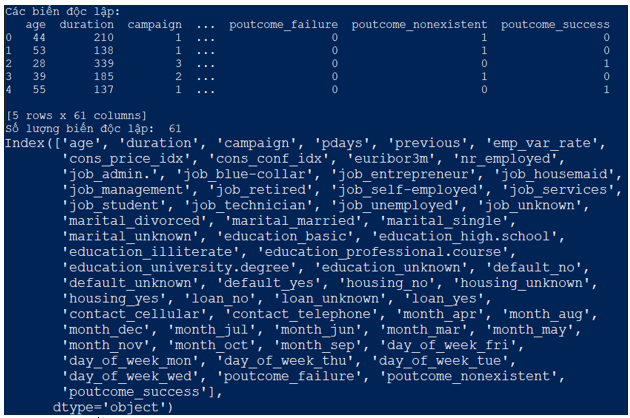 Các biến độc lập:
   age  duration  campaign  ...  poutcome_failure  poutcome_nonexistent  poutcome_success
0   44       210         1  ...                 0                     1                 0
1   53       138         1  ...                 0                     1                 0
2   28       339         3  ...                 0                     0                 1
3   39       185         2  ...                 0                     1                 0
4   55       137         1  ...                 0                     0                 1
[5 rows x 61 columns]
Số lượng biến độc lập:  61
Index(['age', 'duration', 'campaign', 'pdays', 'previous', 'emp_var_rate',
       'cons_price_idx', 'cons_conf_idx', 'euribor3m', 'nr_employed',
       'job_admin.', 'job_blue-collar', 'job_entrepreneur', 'job_housemaid',
       'job_management', 'job_retired', 'job_self-employed', 'job_services',
       'job_student', 'job_technician', 'job_unemployed', 'job_unknown',
       'marital_divorced', 'marital_married', 'marital_single',
       'marital_unknown', 'education_basic', 'education_high.school',
       'education_illiterate', 'education_professional.course',
       'education_university.degree', 'education_unknown', 'default_no',
       'default_unknown', 'default_yes', 'housing_no', 'housing_unknown',
       'housing_yes', 'loan_no', 'loan_unknown', 'loan_yes',
       'contact_cellular', 'contact_telephone', 'month_apr', 'month_aug',
       'month_dec', 'month_jul', 'month_jun', 'month_mar', 'month_may',
       'month_nov', 'month_oct', 'month_sep', 'day_of_week_fri',
       'day_of_week_mon', 'day_of_week_thu', 'day_of_week_tue',
       'day_of_week_wed', 'poutcome_failure', 'poutcome_nonexistent',
       'poutcome_success'],
      dtype='object')